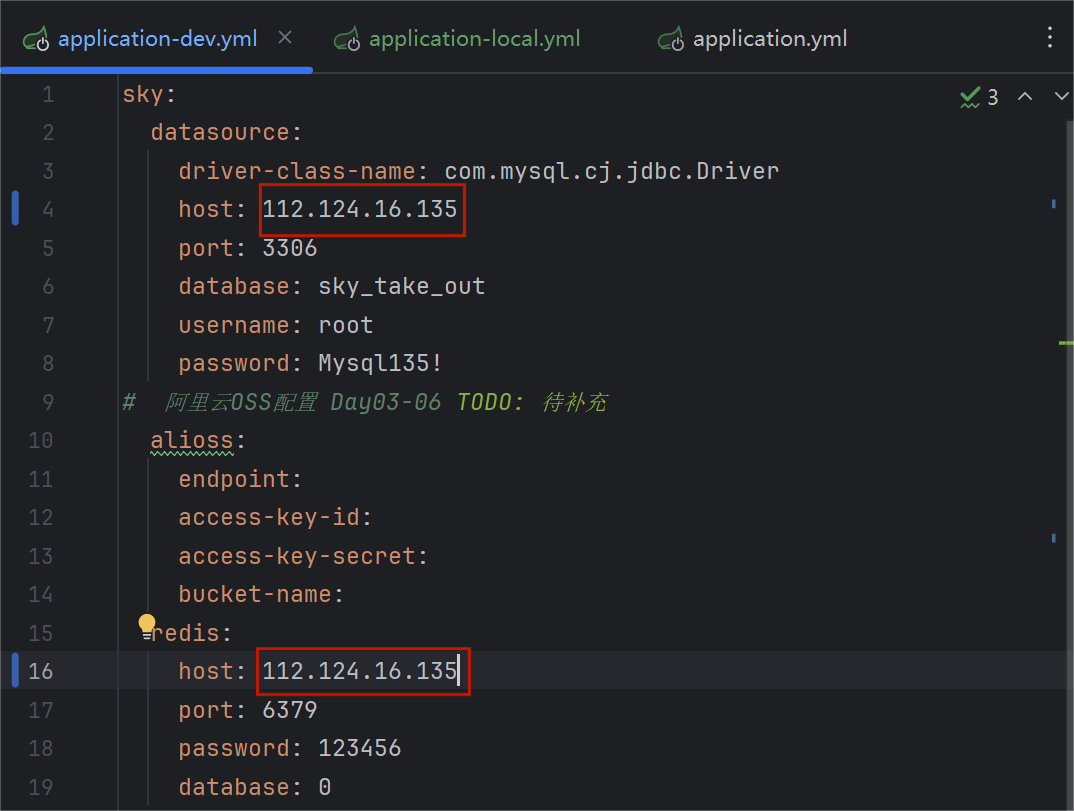 application-dev.yml application-local.yml application.yml
3
1 sky:
2 datasource:
3 driver-class-name: com.mysql.cj.jdbc.Driver
4 host: 112.124.16.135
5 port: 3306
6 database: sky_take_out
7 username: root
8 password: Mysql135!
9 # 阿里云OSS配置 Day03-06 TODO: 待补充
10 alioss:
11 endpoint:
12 access-key-id:
13 access-key-secret:
14 bucket-name:
15 redis:
16 host: 112.124.16.135
17 port: 6379
18 password: 123456
19 database: 0